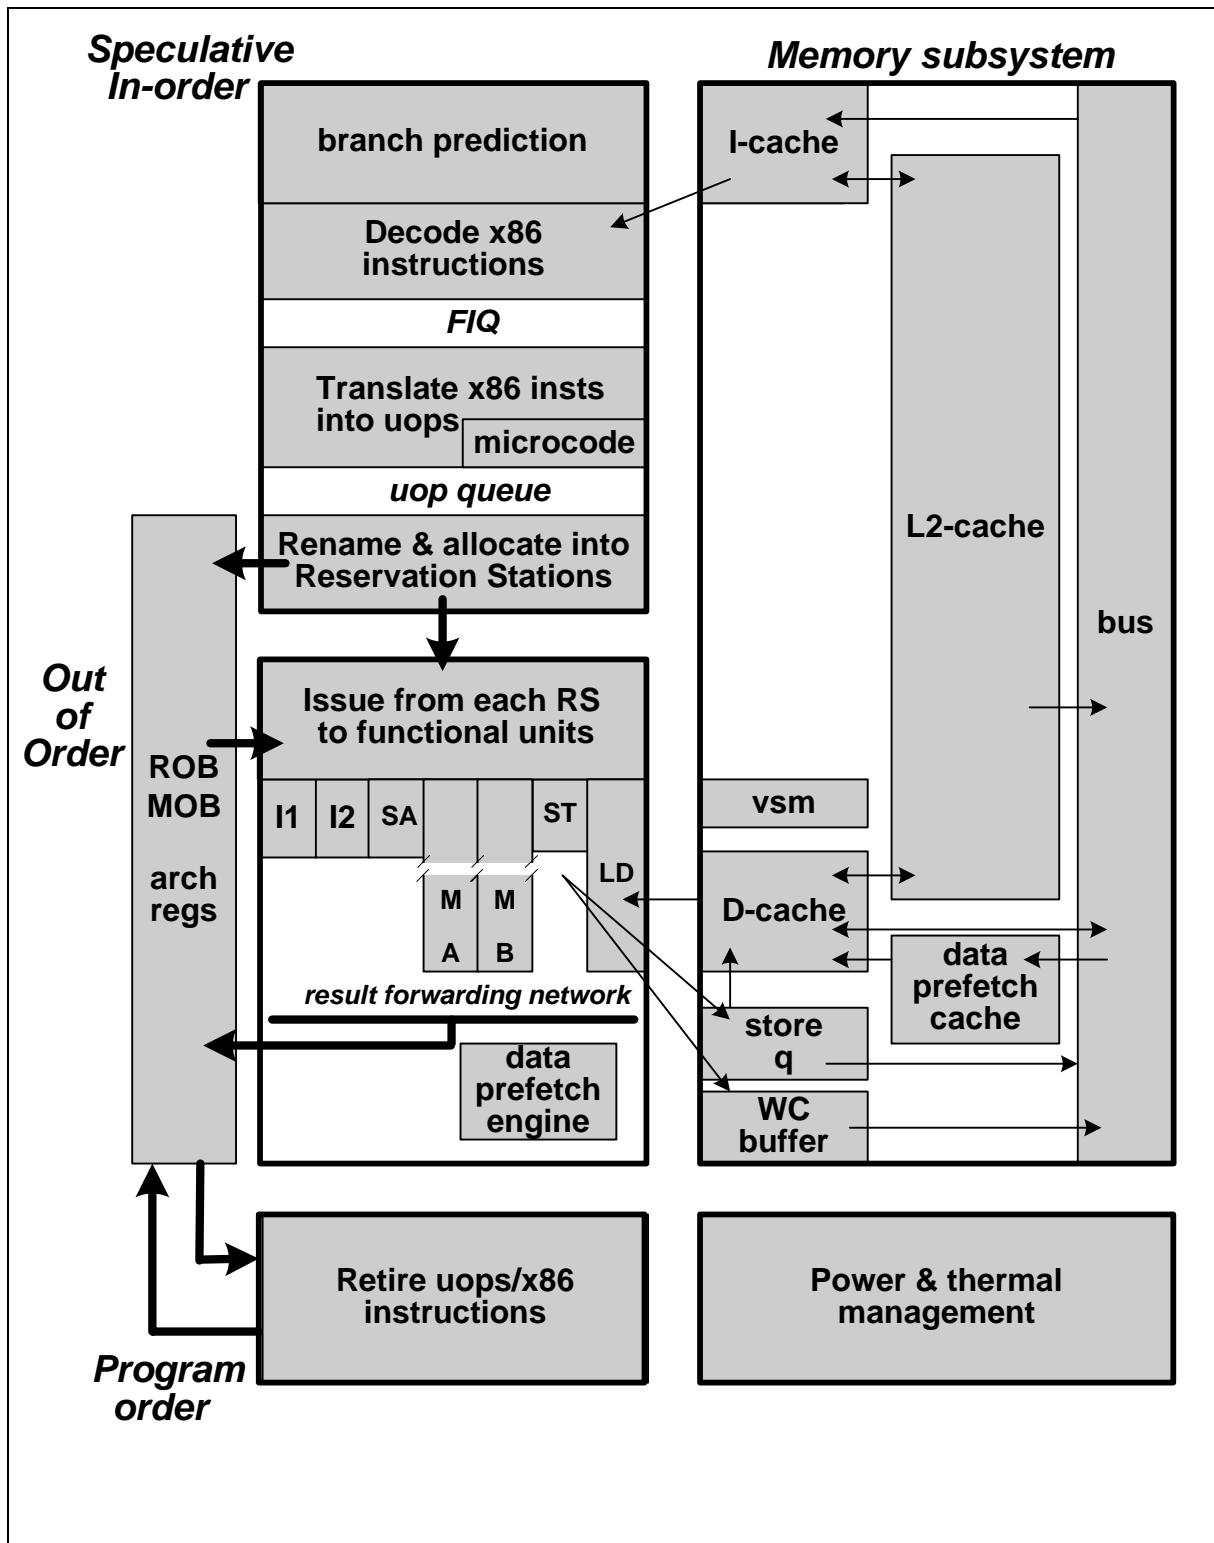 Speculative
In-order
Memory subsystem
branch prediction
I-cache
Decode x86
instructions
FIQ
Translate x86 insts
into uops
microcode
uop queue
Rename & allocate into
Reservation Stations
L2-cache
bus
Out
of
Order
Issue from each RS
to functional units
ROB
MOB
arch
regs
I1
I2
SA
ST
LD
M
A
M
B
vsm
D-cache
data
prefetch
cache
result forwarding network
store
q
data
prefetch
engine
WC
buffer
Retire uops/x86
instructions
Power & thermal
management
Program
order